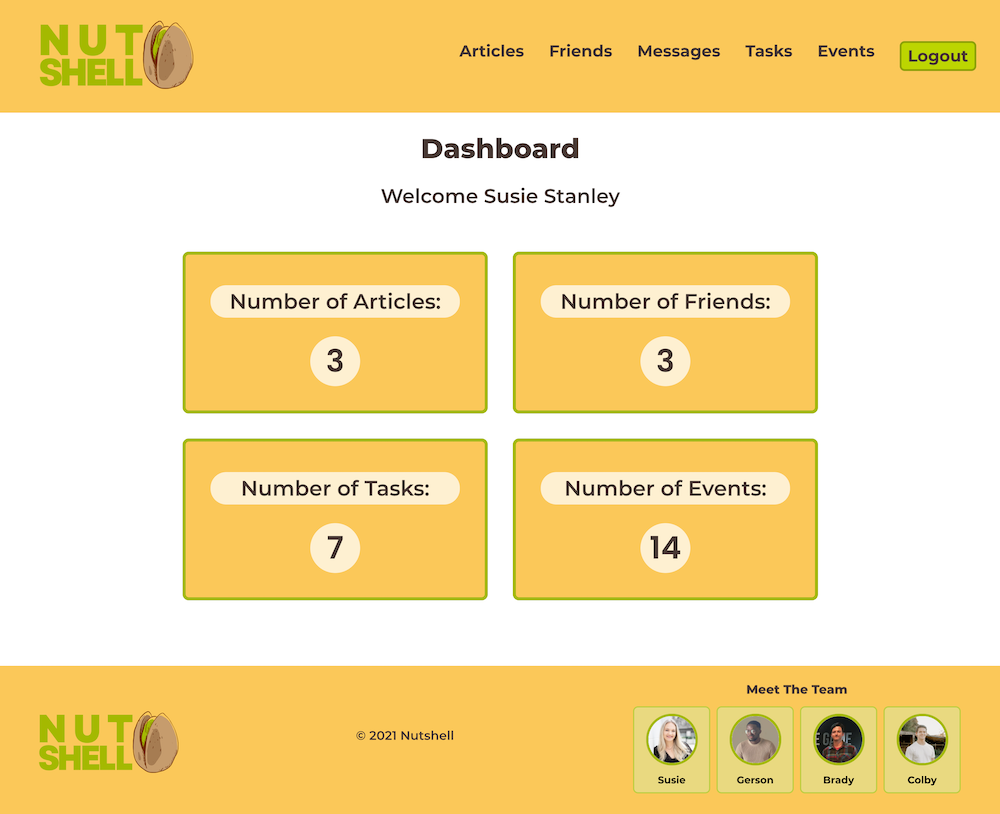 NUT
SHELL
Articles Friends Messages Tasks Events Logout
Dashboard
Welcome Susie Stanley
Number of Articles:
3
Number of Friends:
3
Number of Tasks:
7
Number of Events:
14
NUT
SHELL
© 2021 Nutshell
Meet The Team
Susie Gerson Brady Colby